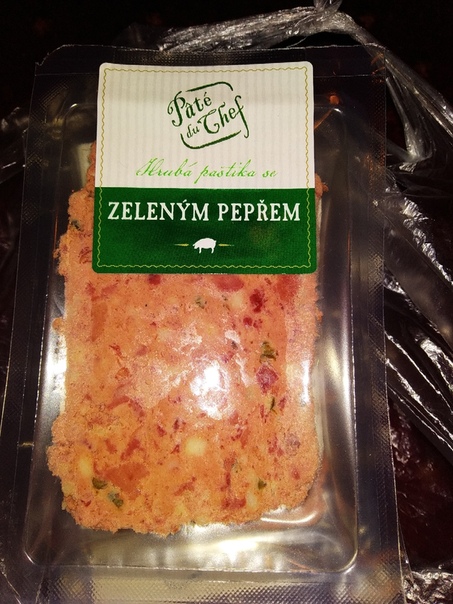 Pâté
du Chef
Hrubá paštika se
ZELENÝM PEPŘEM